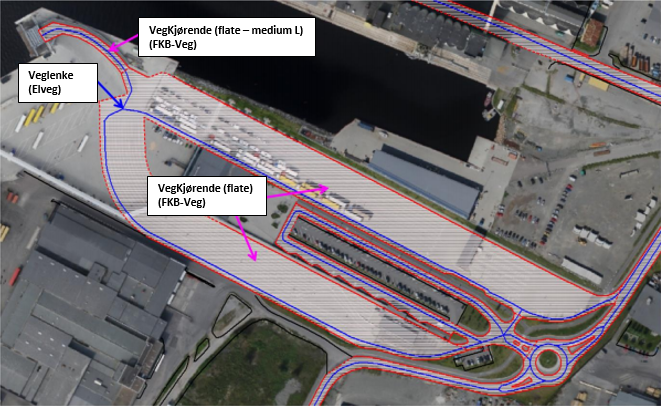 VegKjørende (flate – medium L)
(FKB-Veg)
Veglenke
(Elveg)
VegKjørende (flate)
(FKB-Veg)